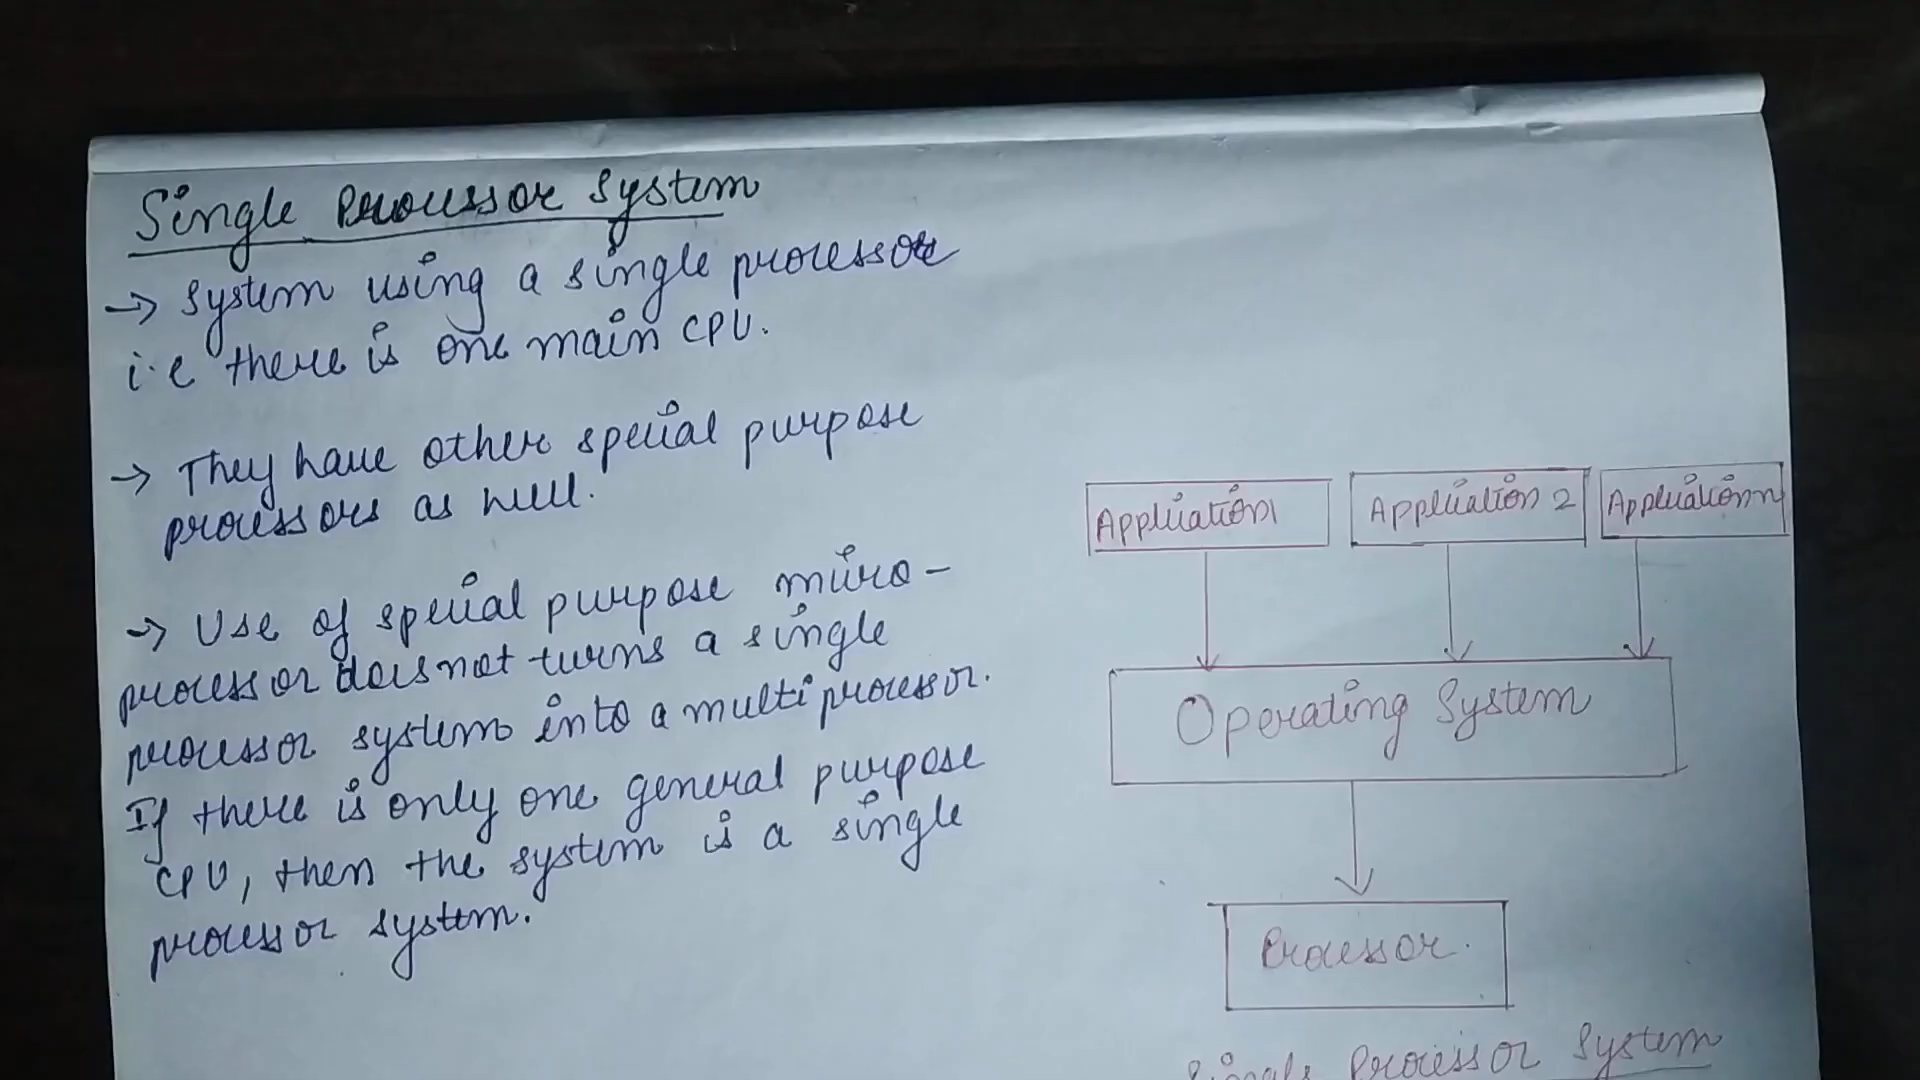 Single Processor System
→ System using a single processor
i.e there is one main CPU.
→ They have other special purpose
processors as well.
→ Use of special purpose micro-
processor does not turns a single
processor system into a multiprocessor.
If there is only one general purpose
CPU, then the system is a single
processor system.
Application1
Application 2
Application n
Operating System
Processor.
Single Processor System